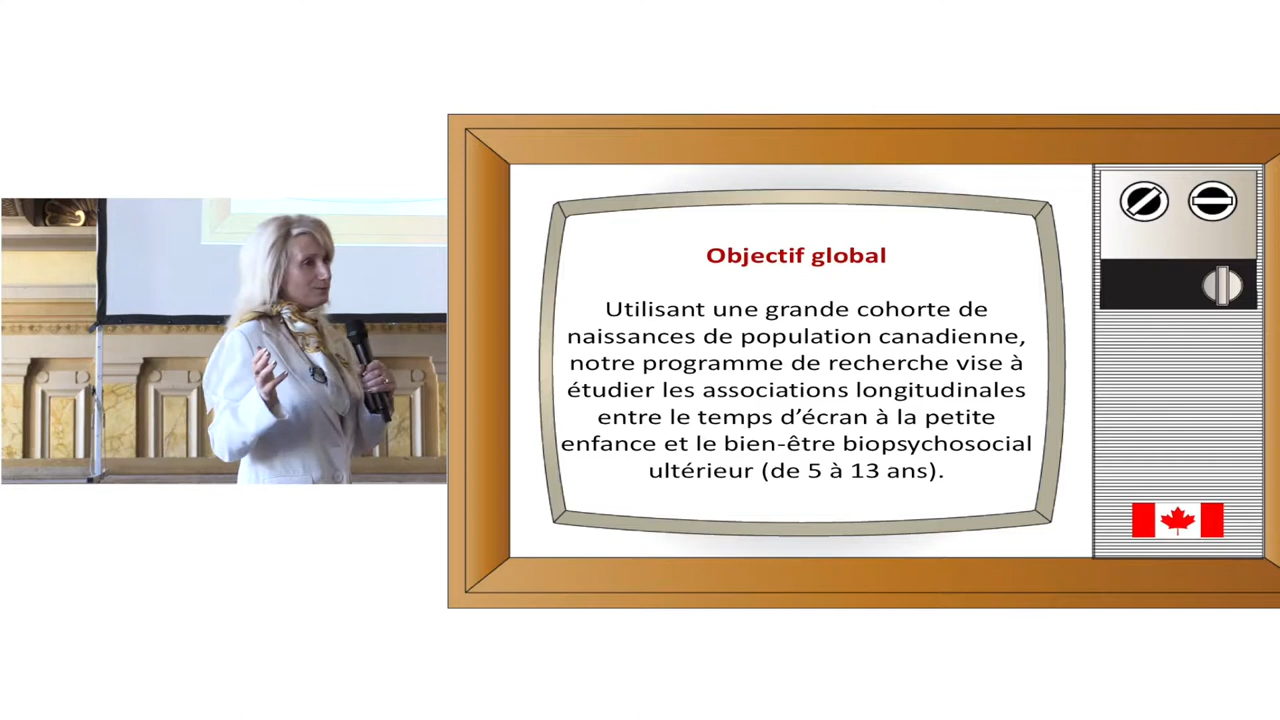 Objectif global
Utilisant une grande cohorte de
naissances de population canadienne,
notre programme de recherche vise à
étudier les associations longitudinales
entre le temps d’écran à la petite
enfance et le bien-être biopsychosocial
ultérieur (de 5 à 13 ans).